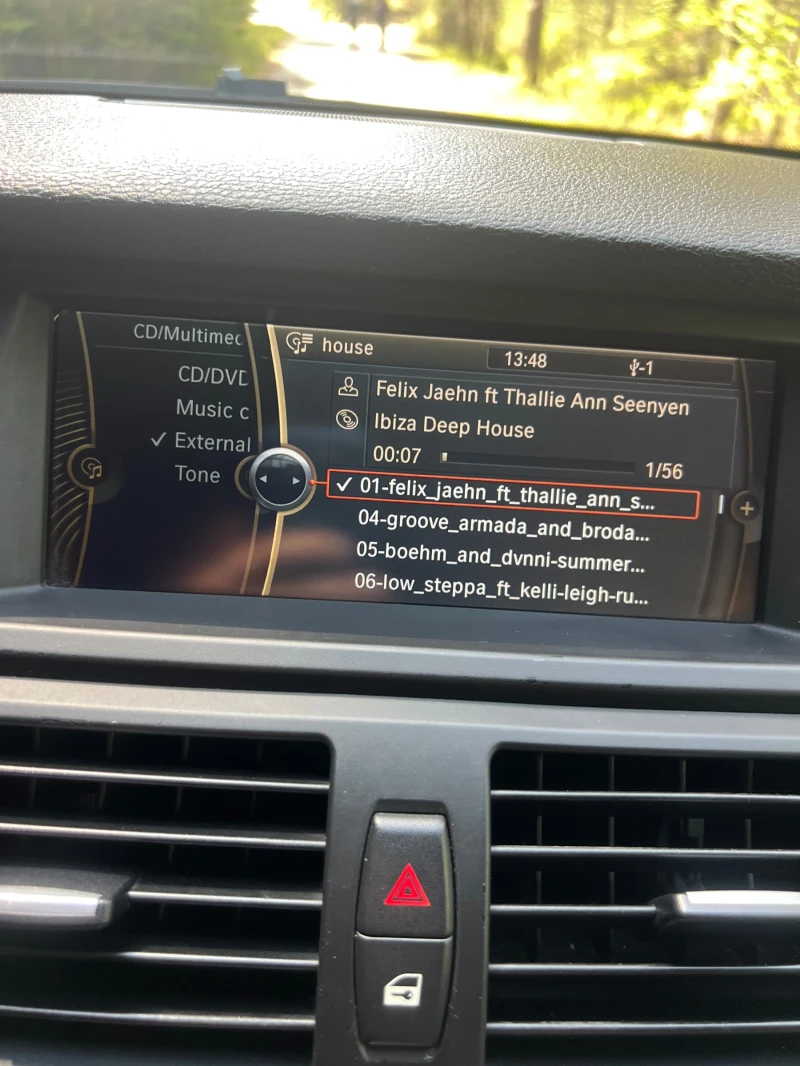 CD/Multimec
CD/DVD
Music c
External
Tone
house
13:48
-1
Felix Jaehn ft Thallie Ann Seenyen
Ibiza Deep House
00:07
1/56
01-felix_jaehn_ft_thallie_ann_s...
04-groove_armada_and_broda...
05-boehm_and_dvnni-summer...
06-low_steppa_ft_kelli-leigh-ru...